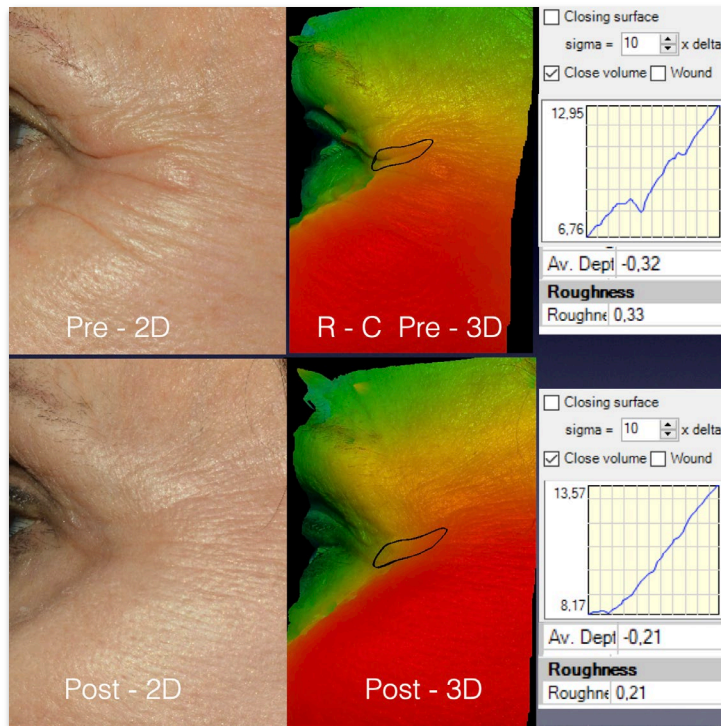 Closing surface
sigma = 10 x delta
Close volume Wound
12,95
6,76
Av. Dept -0,32
Roughness
Roughne 0,33
Pre - 2D
R - C Pre - 3D
Closing surface
sigma = 10 x delta
Close volume Wound
13,57
8,17
Av. Dept -0,21
Roughness
Roughne 0,21
Post - 2D
Post - 3D